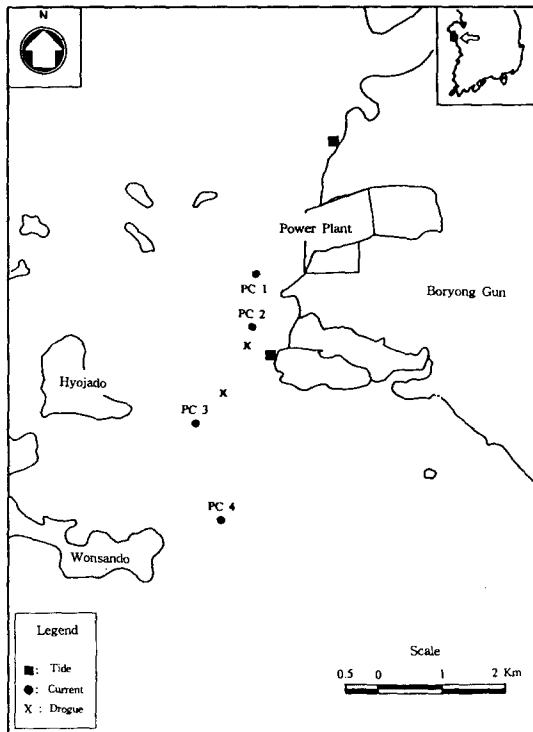 N
Power Plant
PC 1
Boryong Gun
PC 2
X
Hyojado
X
PC 3
PC 4
Wonsando
Legend
■ : Tide
● : Current
X : Drogue
Scale
0.5 0 1 2 Km